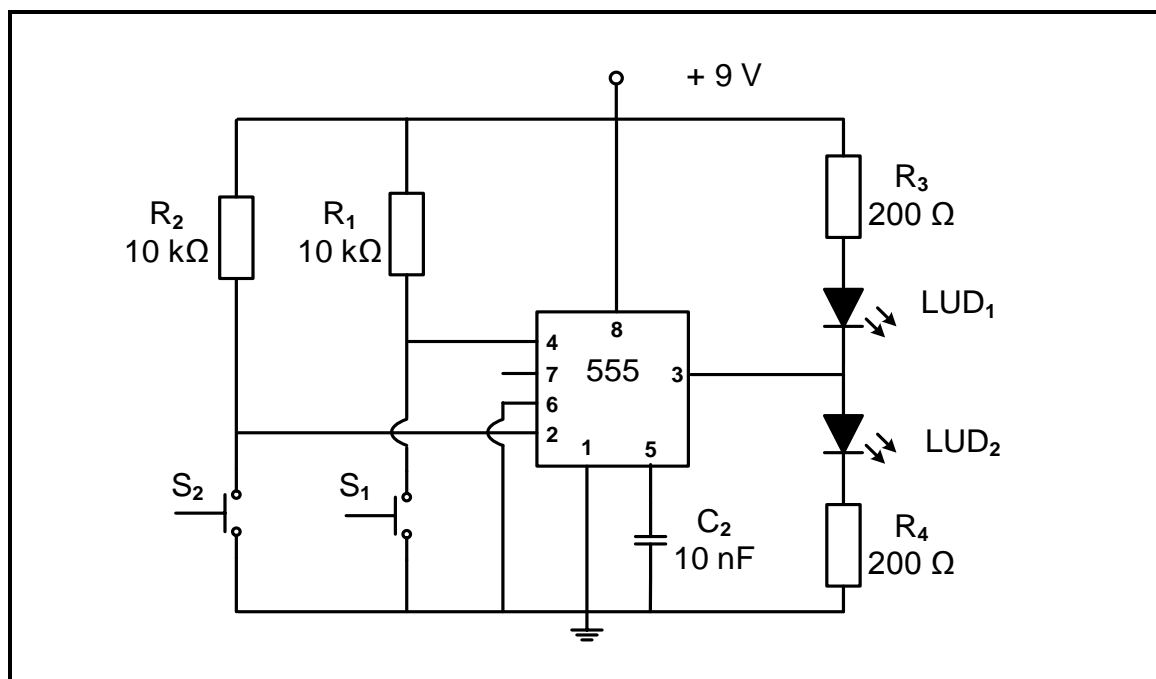 + 9 V
R₃
200 Ω
R₂
10 kΩ
R₁
10 kΩ
LUD₁
8
4
7
555
3
6
2
1
5
LUD₂
S₂
S₁
C₂
10 nF
R₄
200 Ω